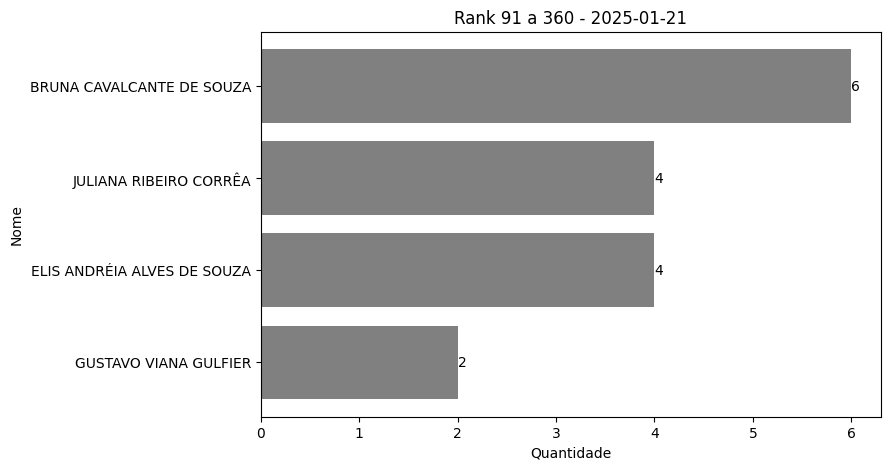 Rank 91 a 360 - 2025-01-21
BRUNA CAVALCANTE DE SOUZA
6
JULIANA RIBEIRO CORRÊA
4
ELIS ANDRÉIA ALVES DE SOUZA
4
GUSTAVO VIANA GULFIER
2
Nome
0 1 2 3 4 5 6
Quantidade